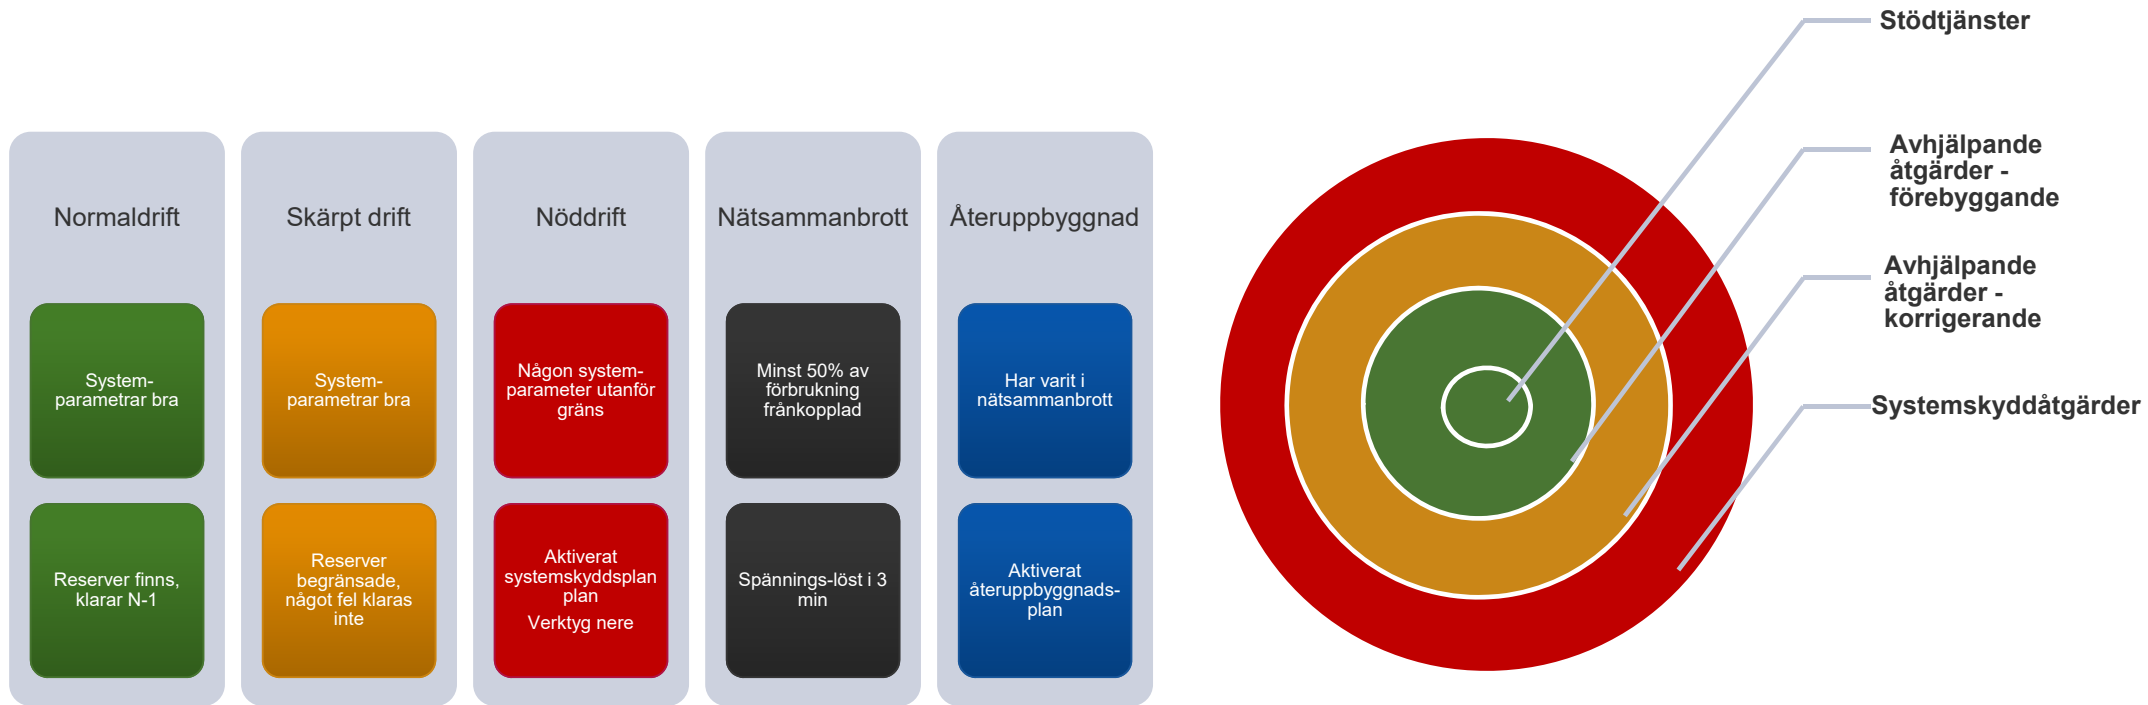 Normaldrift
System-
parametrar bra
Reserver finns,
klarar N-1
Skärpt drift
System-
parametrar bra
Reserver
begränsade,
något fel klaras
inte
Nöddrift
Någon system-
parameter utanför
gräns
Aktiverat
systemskyddsplan
plan
Verktyg nere
Nätsammanbrott
Minst 50% av
förbrukning
frånkopplad
Spännings-löst i 3
min
Återuppbyggnad
Har varit i
nätsammanbrott
Aktiverat
återuppbyggnads-
plan
Stödtjänster
Avhjälpande
åtgärder -
förebyggande
Avhjälpande
åtgärder -
korrigerande
Systemskyddåtgärder